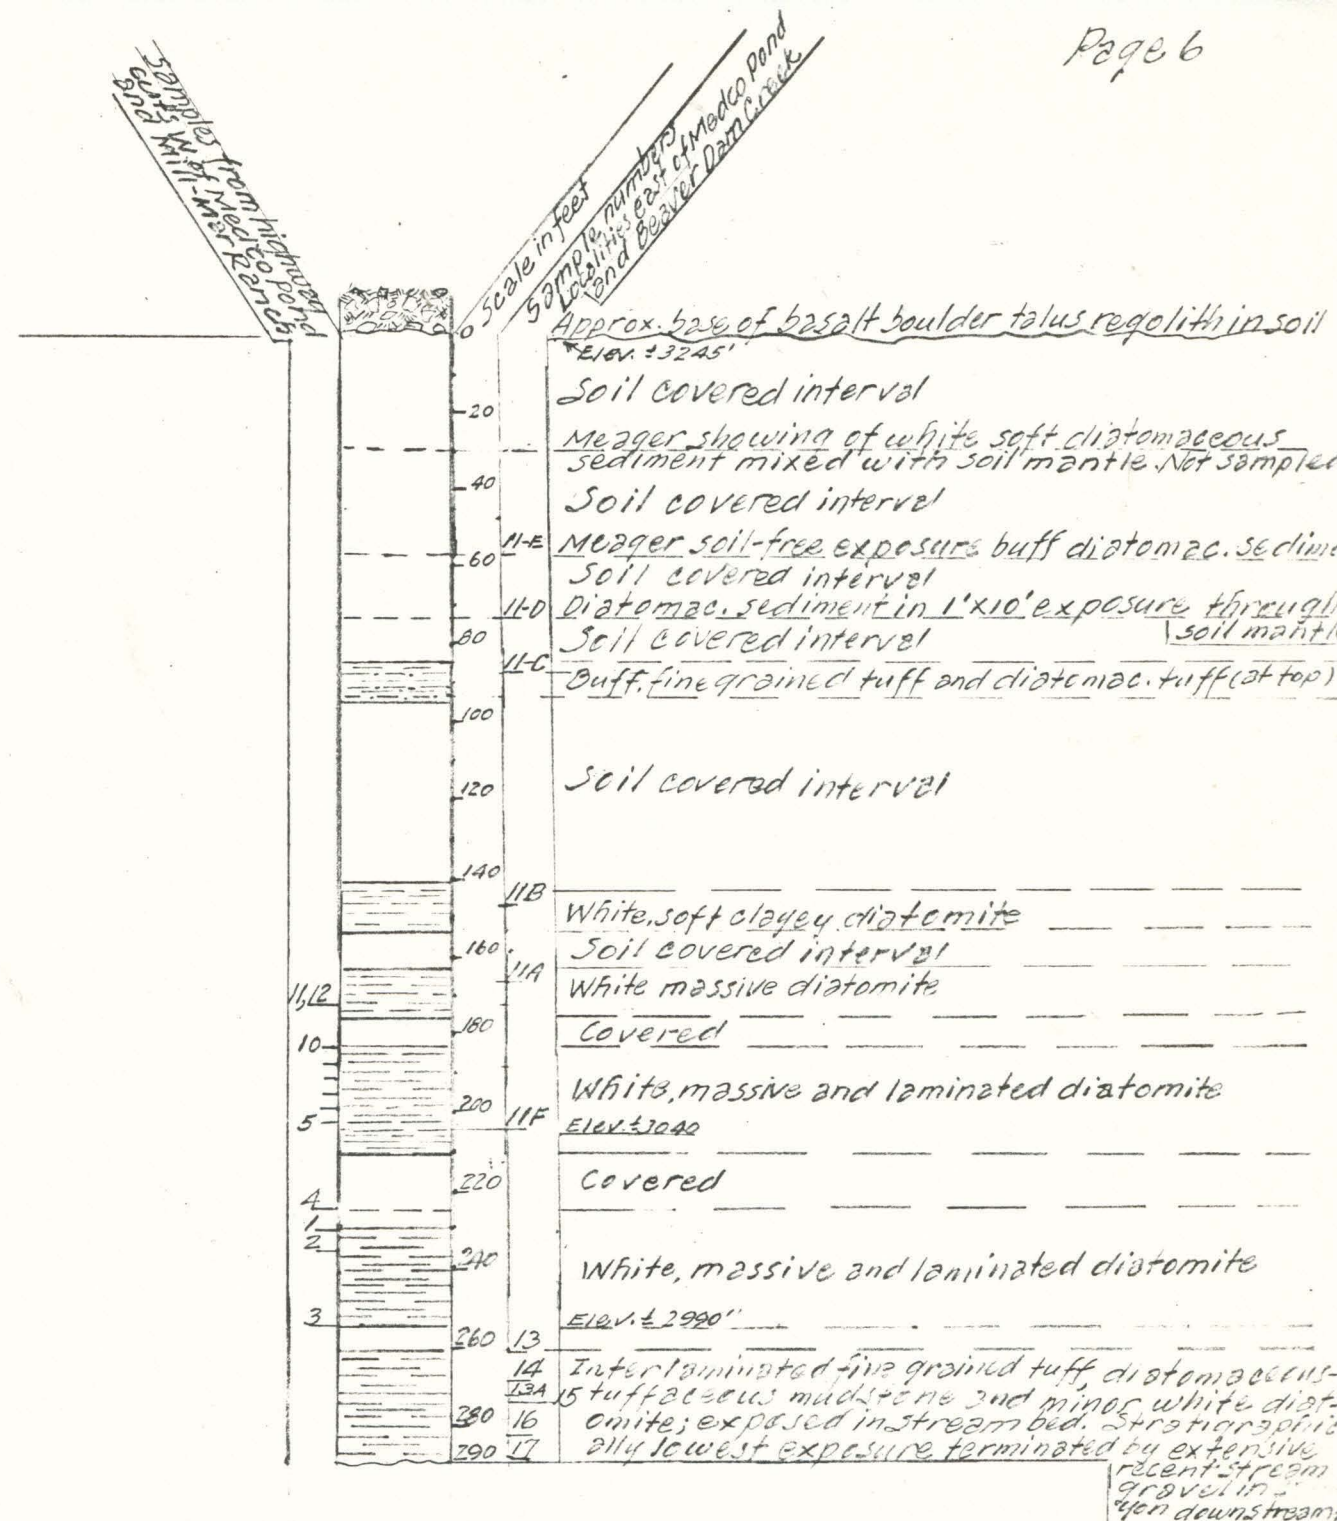 Page 6
Samples from highway
cuts W. of Medco pond
and Mill-Mar Ranch
Scale in feet
Sample numbers
Localities east of Medco pond
and Beaver Dam Creek
0
Approx. base of basalt boulder talus regolith in soil
Elev. ±3245'
Soil covered interval
20
Meager showing of white soft diatomaceous
sediment mixed with soil mantle. Not sampled
40
Soil covered interval
11-E Meager soil-free exposure buff diatomac. sedime
60
Soil covered interval
11-D Diatomac. sediment in 1'x10' exposure through
soil mantle
80
Soil covered interval
11-C
Buff, fine grained tuff and diatomac. tuff (at top)
100
Soil covered interval
120
140
11B
White, soft clayey diatomite
160
Soil covered interval
11A
White massive diatomite
11,12
180
Covered
10
White, massive and laminated diatomite
200
5
11F
Elev. ±3040
220
Covered
4
1
2
240
White, massive and laminated diatomite
3
Elev. ± 2990''
260 13
14 Interlaminated fine grained tuff, diatomaceous-
13A 15 tuffaceous mudstone and minor white diat-
280 16 omite; exposed in stream bed. Stratigraphic
290 17 ally lowest exposure terminated by extensive
recent stream
gravel in
yon downstream